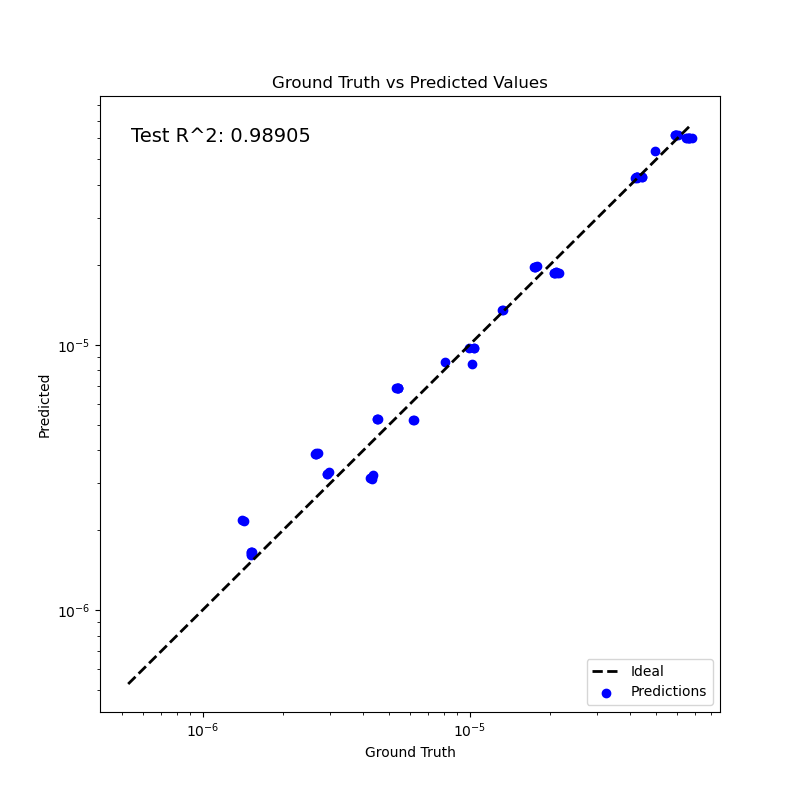 Ground Truth vs Predicted Values
Test R^2: 0.98905
Predicted
10⁻⁵
10⁻⁶
10⁻⁶
10⁻⁵
Ground Truth
Ideal
Predictions